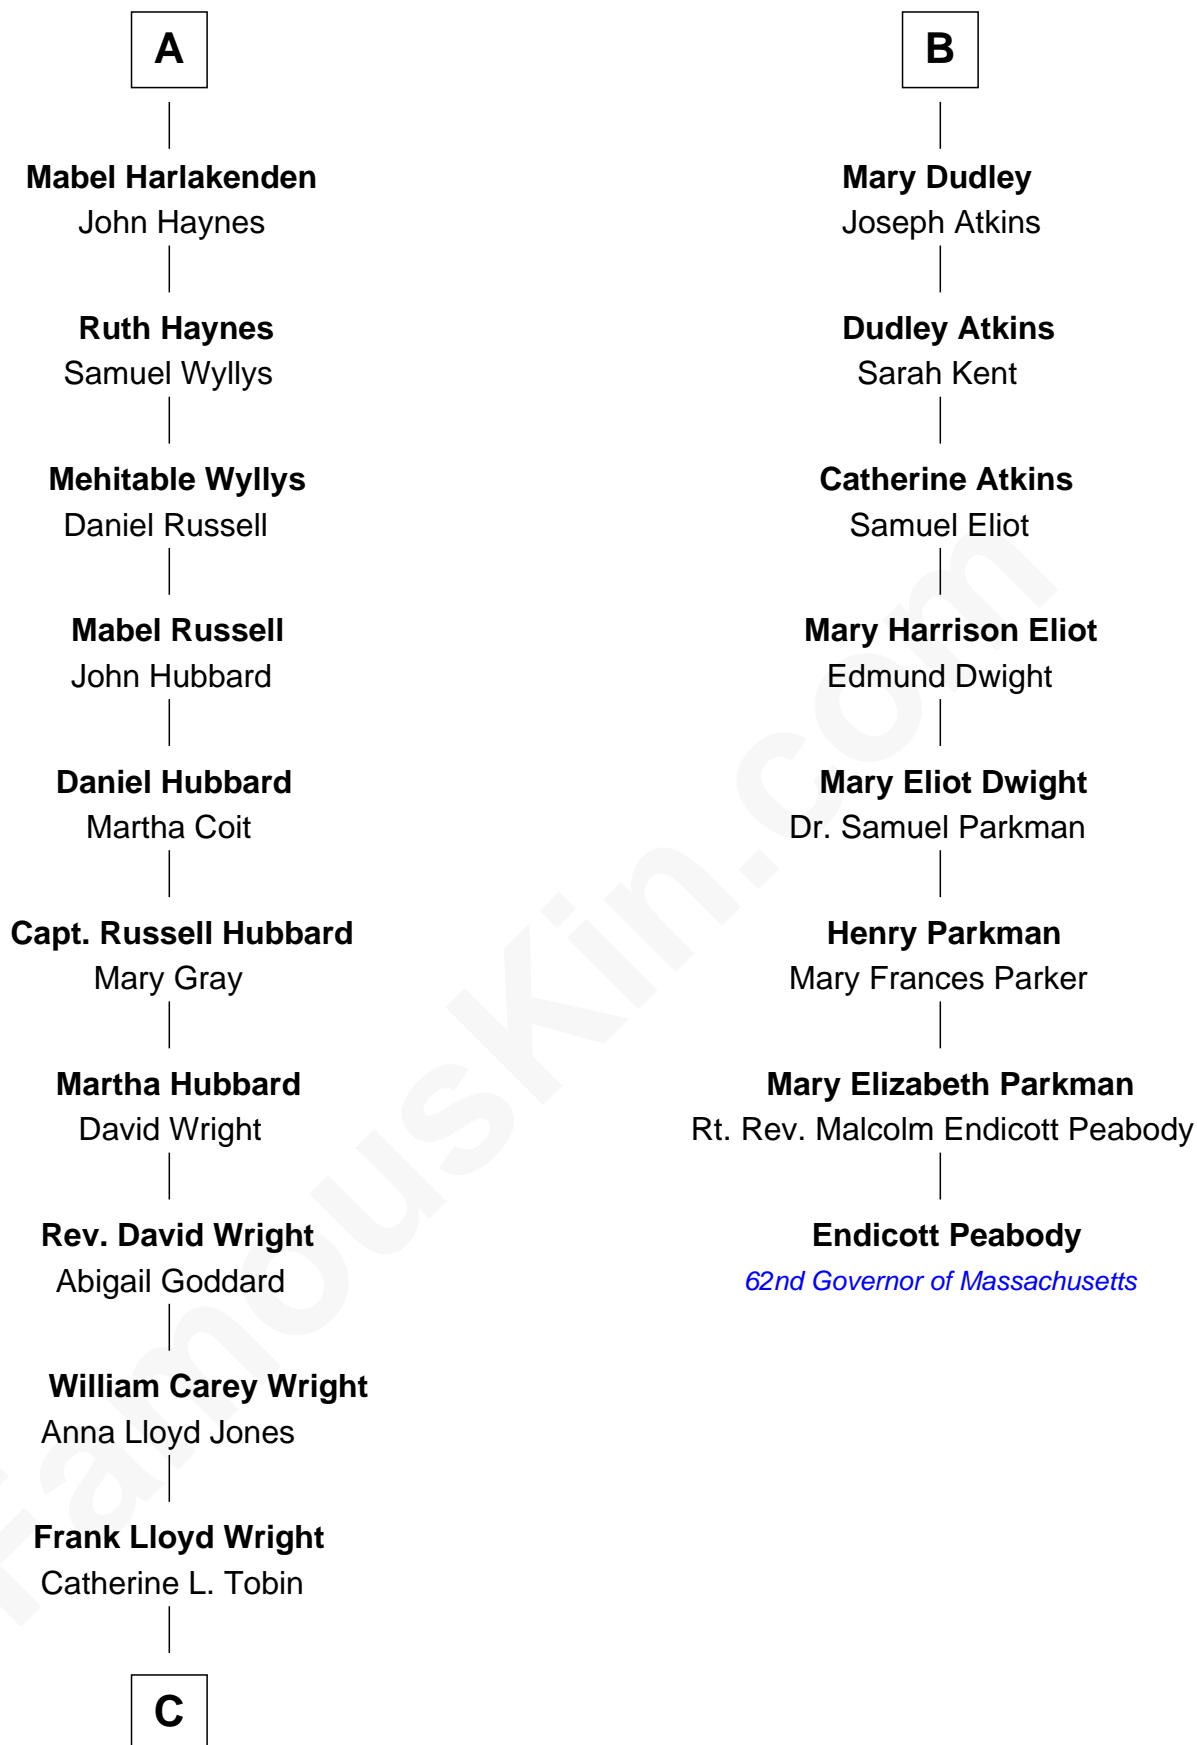 A
Mabel Harlakenden
John Haynes
Ruth Haynes
Samuel Wyllys
Mehitable Wyllys
Daniel Russell
Mabel Russell
John Hubbard
Daniel Hubbard
Martha Coit
Capt. Russell Hubbard
Mary Gray
Martha Hubbard
David Wright
Rev. David Wright
Abigail Goddard
William Carey Wright
Anna Lloyd Jones
Frank Lloyd Wright
Catherine L. Tobin
C
B
Mary Dudley
Joseph Atkins
Dudley Atkins
Sarah Kent
Catherine Atkins
Samuel Eliot
Mary Harrison Eliot
Edmund Dwight
Mary Eliot Dwight
Dr. Samuel Parkman
Henry Parkman
Mary Frances Parker
Mary Elizabeth Parkman
Rt. Rev. Malcolm Endicott Peabody
Endicott Peabody
62nd Governor of Massachusetts
FamousKin.com